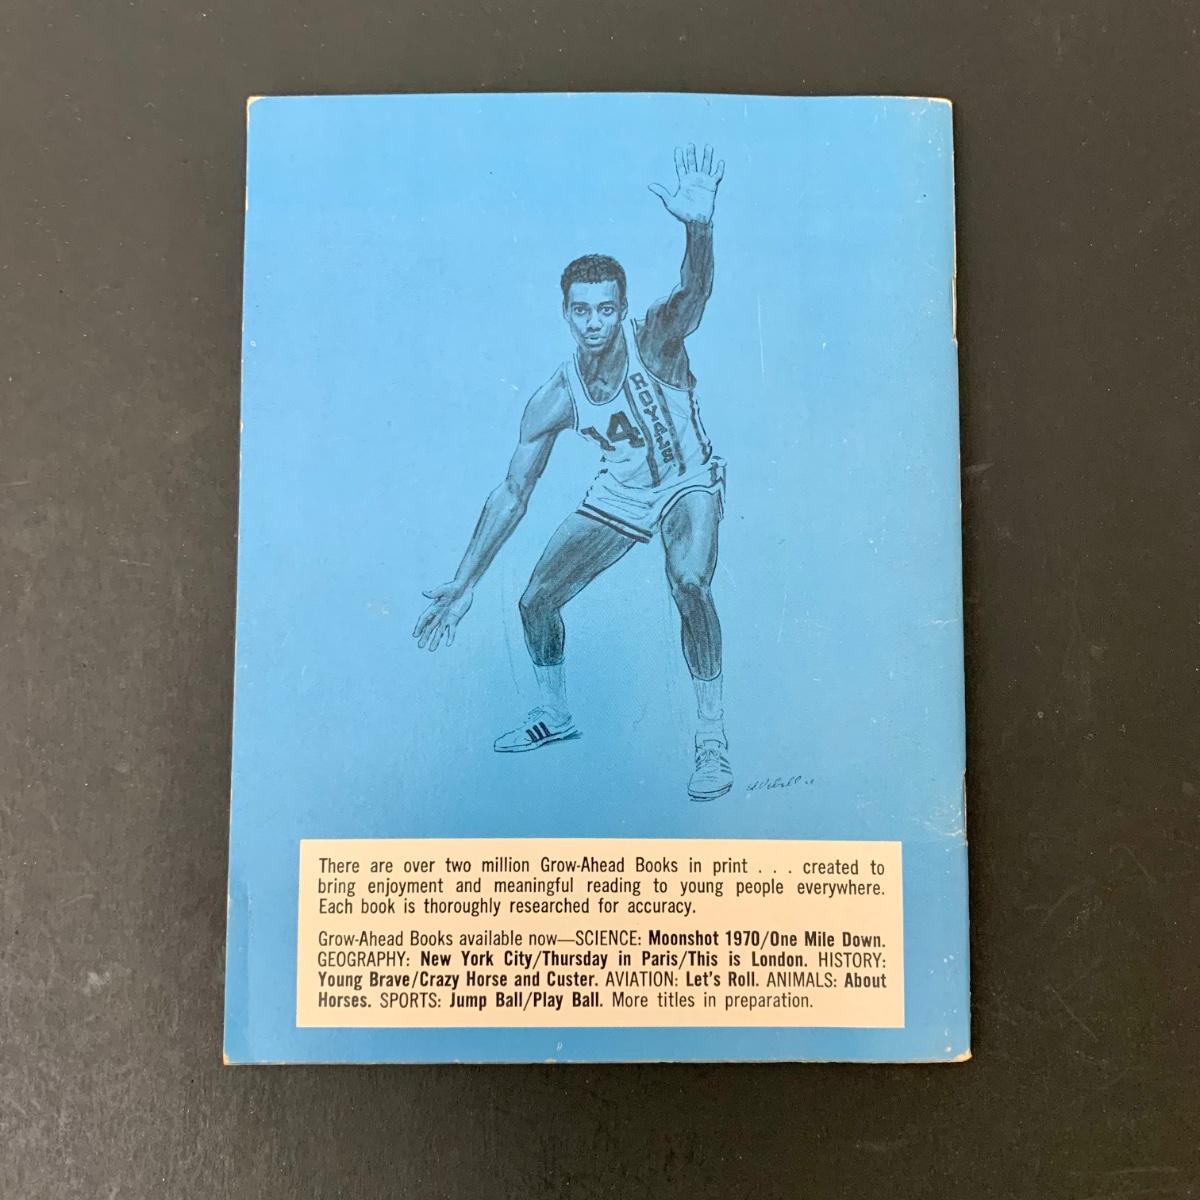 ROYALS
14
There are over two million Grow-Ahead Books in print . . . created to
bring enjoyment and meaningful reading to young people everywhere.
Each book is thoroughly researched for accuracy.
Grow-Ahead Books available now—SCIENCE: Moonshot 1970/One Mile Down.
GEOGRAPHY: New York City/Thursday in Paris/This is London. HISTORY:
Young Brave/Crazy Horse and Custer. AVIATION: Let's Roll. ANIMALS: About
Horses. SPORTS: Jump Ball/Play Ball. More titles in preparation.